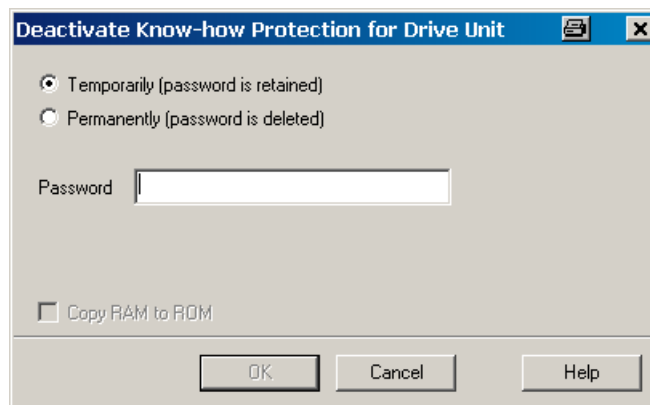 Deactivate Know-how Protection for Drive Unit
Temporarily (password is retained)
Permanently (password is deleted)
Password
Copy RAM to ROM
OK Cancel Help